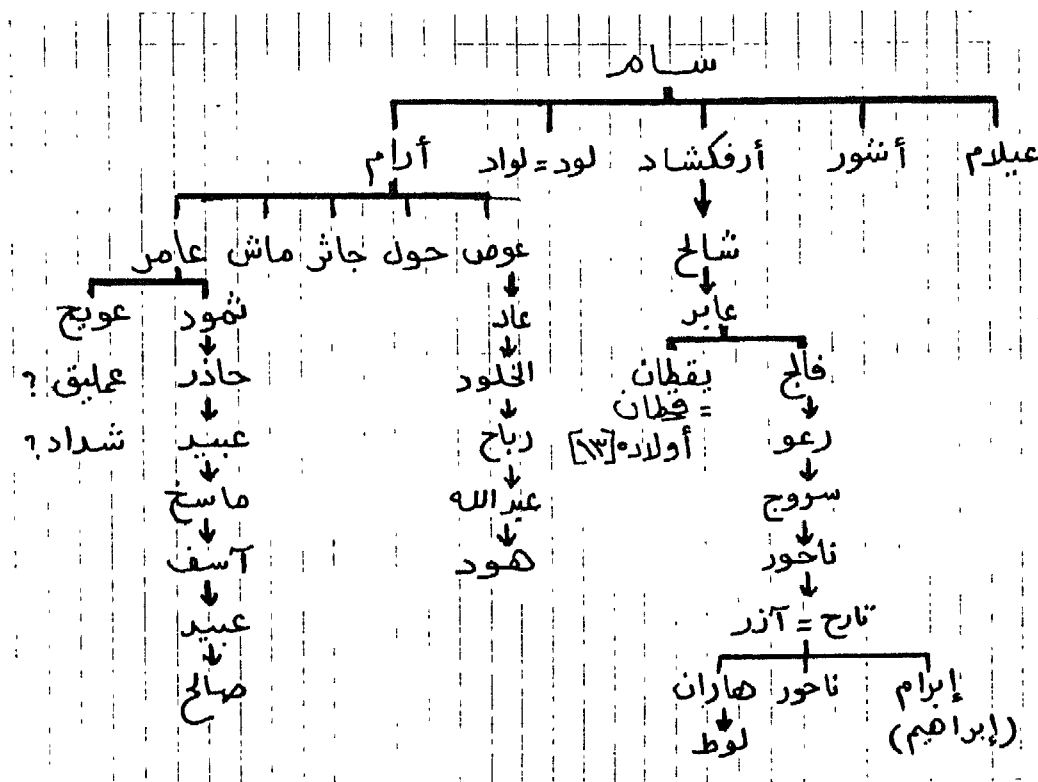 سام
عيلام أشور أرفكشاد لود = لواد أرام
شالح عوص حول جاثر ماش عامر
عابر عاد ثمود عويج
فالج يقطان الخلود حاذر عمليق ؟
= قحطان
رعو أولاده [١٣] رباح عبيد شداد ؟
سروج عبد الله ماسخ
ناحور هود آسف
تارح = آزر عبيد
إبرام ناحور هاران صالح
(إبراهيم) لوط